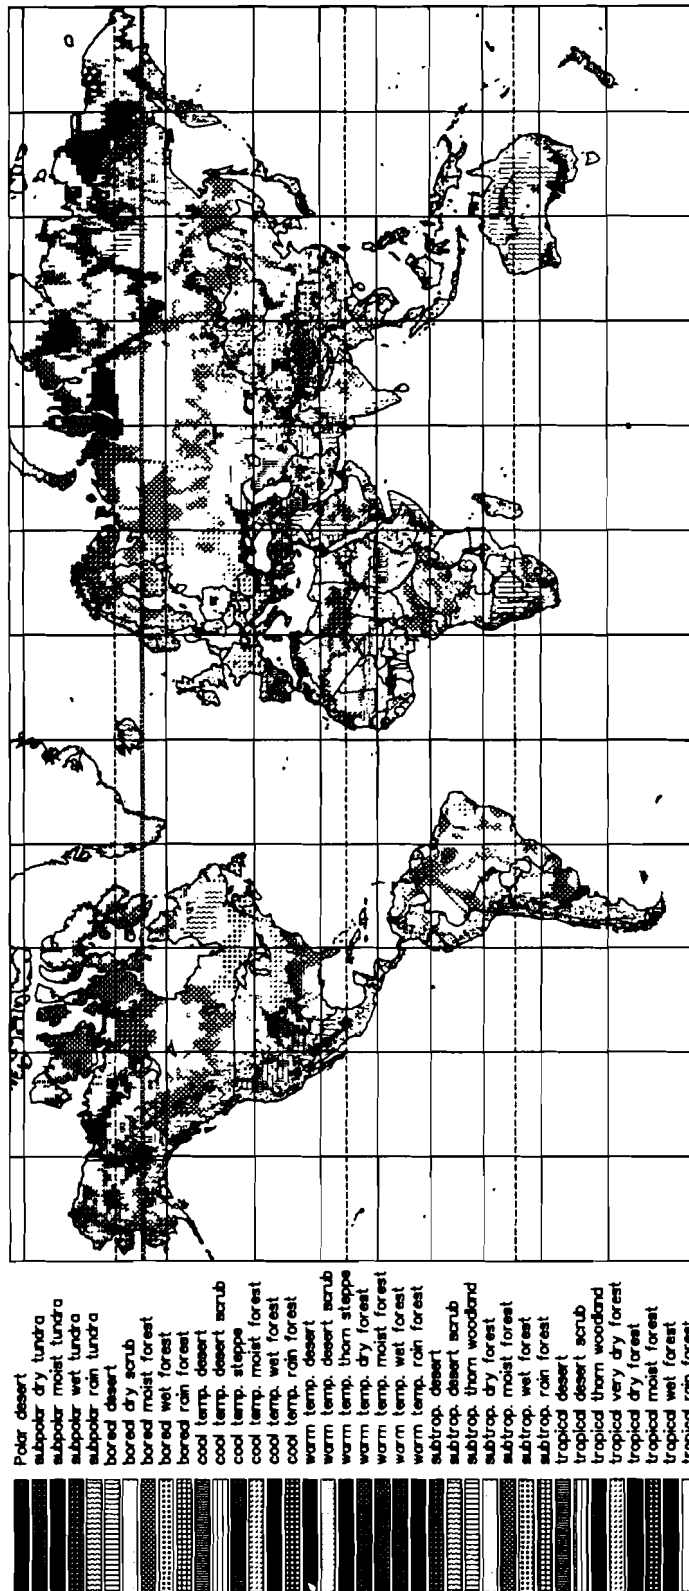 Polar desert
subpolar dry tundra
subpolar moist tundra
subpolar wet tundra
subpolar rain tundra
boreal desert
boreal dry scrub
boreal moist forest
boreal wet forest
boreal rain forest
cool temp. desert
cool temp. desert scrub
cool temp. steppe
cool temp. moist forest
cool temp. wet forest
cool temp. rain forest
warm temp. desert
warm temp. desert scrub
warm temp. thorn steppe
warm temp. dry forest
warm temp. moist forest
warm temp. wet forest
warm temp. rain forest
subtrop. desert
subtrop. desert scrub
subtrop. thorn woodland
subtrop. dry forest
subtrop. moist forest
subtrop. wet forest
subtrop. rain forest
tropical desert
tropical desert scrub
tropical thorn woodland
tropical very dry forest
tropical dry forest
tropical moist forest
tropical wet forest
tropical rain forest